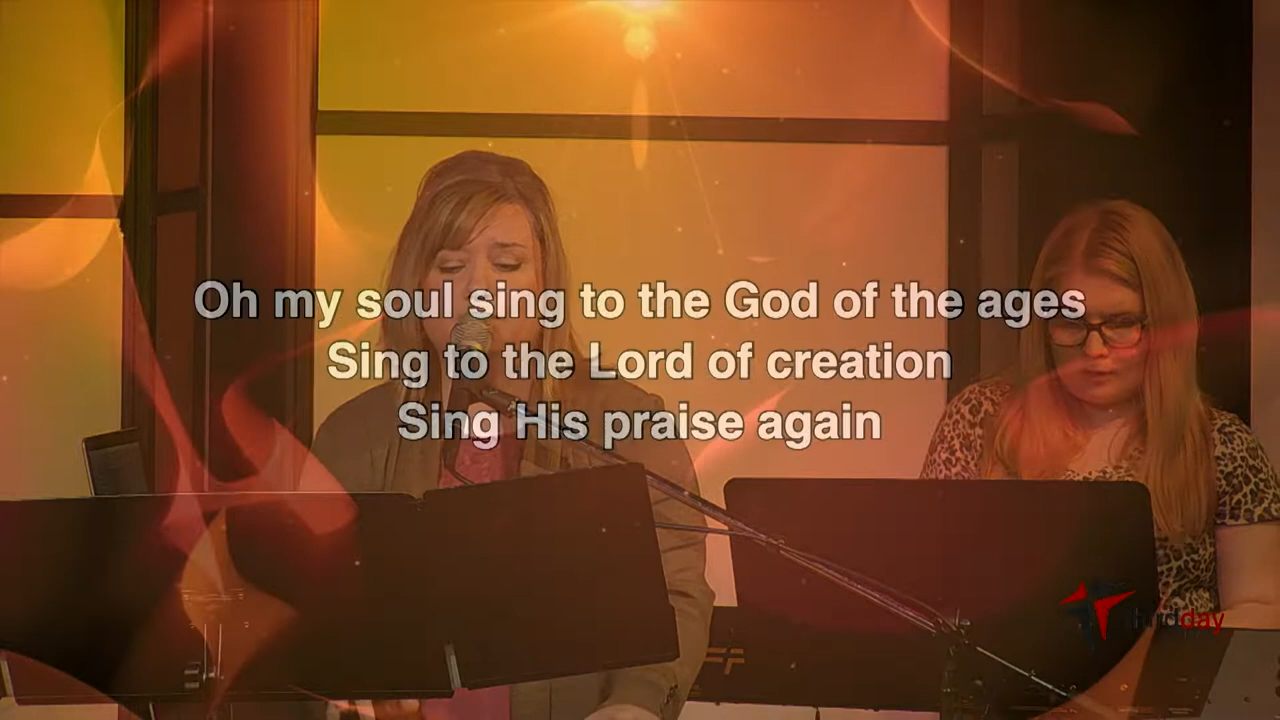 Oh my soul sing to the God of the ages
Sing to the Lord of creation
Sing His praise again
thirdday